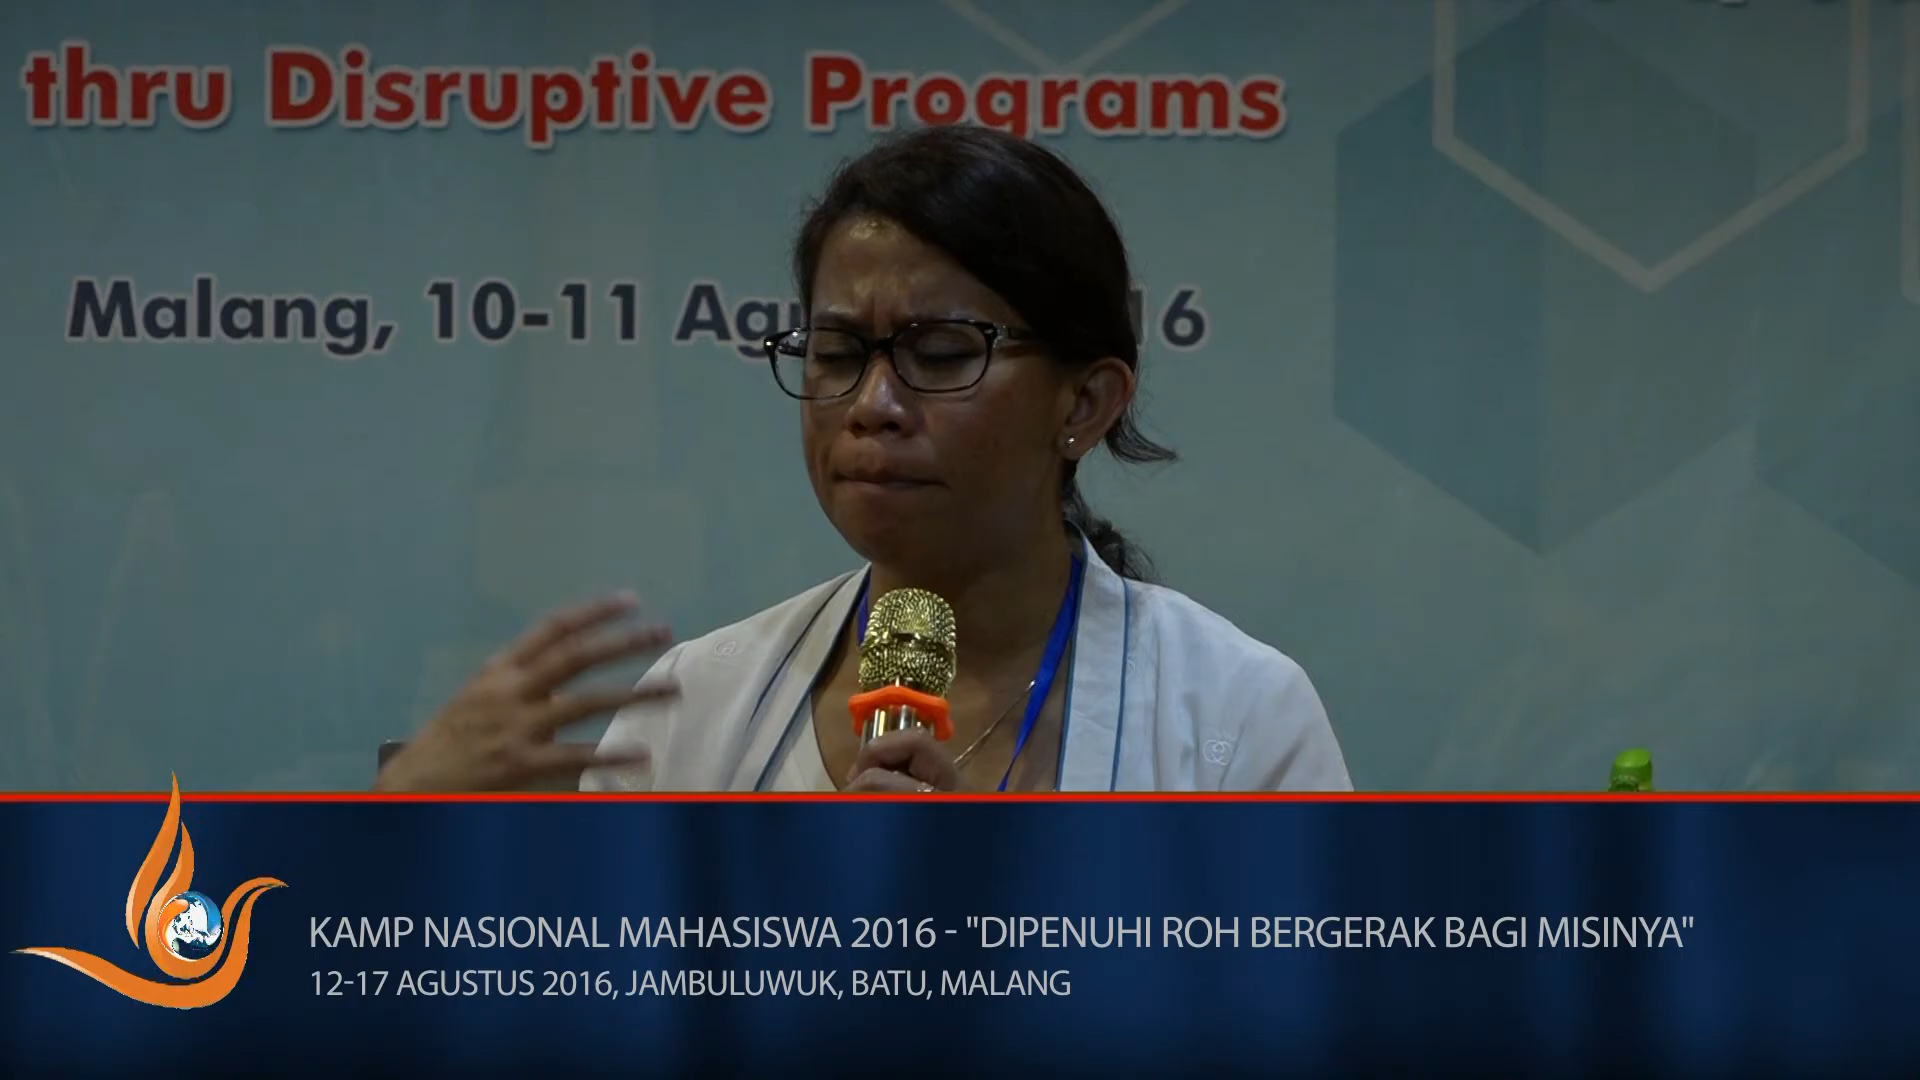 thru Disruptive Programs
Malang, 10-11 16
KAMP NASIONAL MAHASISWA 2016 - "DIPENUHI ROH BERGERAK BAGI MISINYA"
12-17 AGUSTUS 2016, JAMBULUWUK, BATU, MALANG